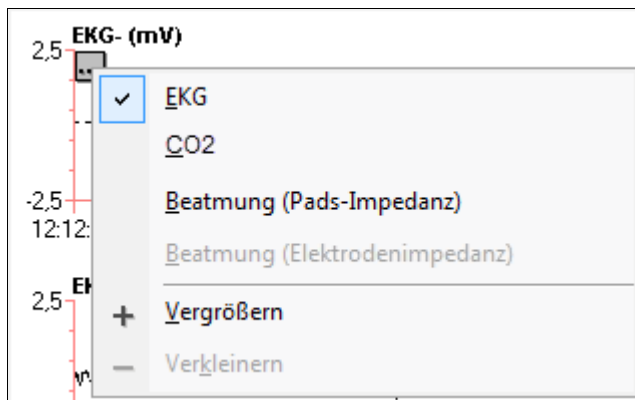 EKG- (mV)
2,5
...
EKG
CO2
-2,5
Beatmung (Pads-Impedanz)
12:12:
Beatmung (Elektrodenimpedanz)
2,5
Vergrößern
Verkleinern